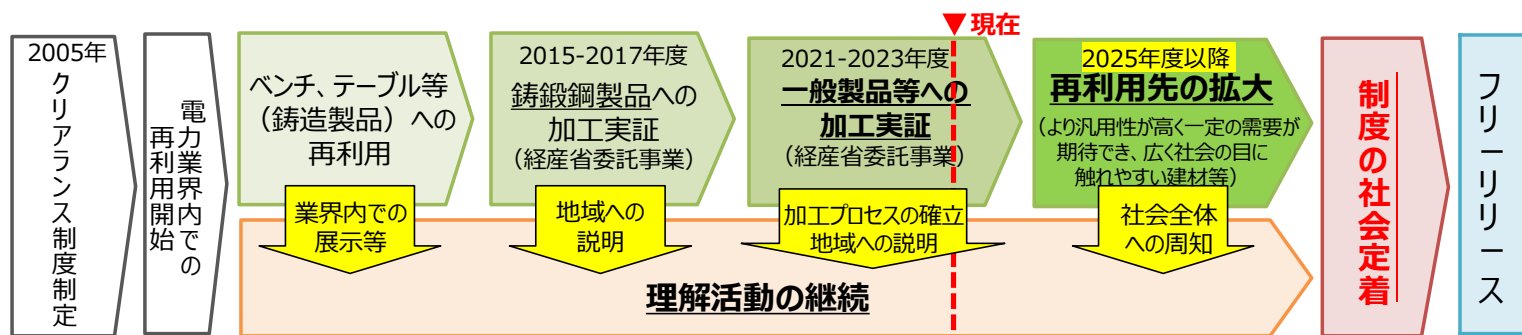 ▼現在
2005年
クリアランス制度制定
電力業界内での
再利用開始
ベンチ、テーブル等
（鋳造製品）への
再利用
2015-2017年度
鋳鍛鋼製品への
加工実証
（経産省委託事業）
2021-2023年度
一般製品等への
加工実証
（経産省委託事業）
2025年度以降
再利用先の拡大
（より汎用性が高く一定の需要が
期待でき、広く社会の目に
触れやすい建材等）
制度の社会定着
フリーリリース
業界内での
展示等
地域への
説明
加工プロセスの確立
地域への説明
社会全体
への周知
理解活動の継続